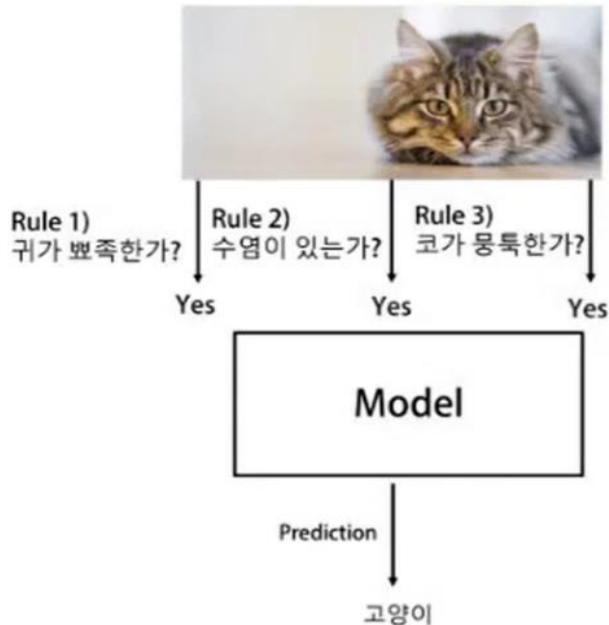 Rule 1)
귀가 뾰족한가?
Rule 2)
수염이 있는가?
Rule 3)
코가 뭉툭한가?
Yes
Yes
Yes
Model
Prediction
고양이